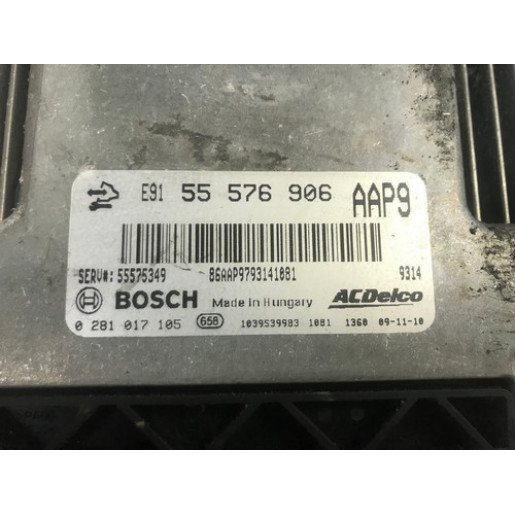 E91 55 576 906 AAP9
SERV#: 55575349 86AAP9793141081 9314
BOSCH Made in Hungary ACDelco
0 281 017 105 658 1039S39983 1081 1360 09-11-10